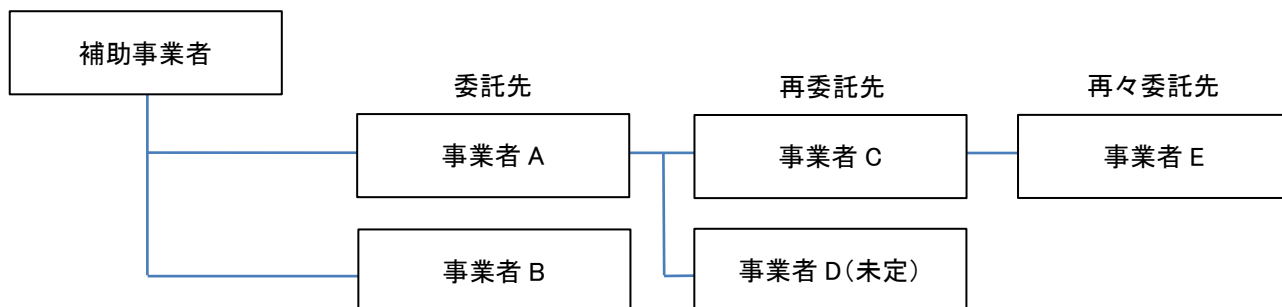 補助事業者
委託先
再委託先
再々委託先
事業者 A
事業者 C
事業者 E
事業者 B
事業者 D(未定)